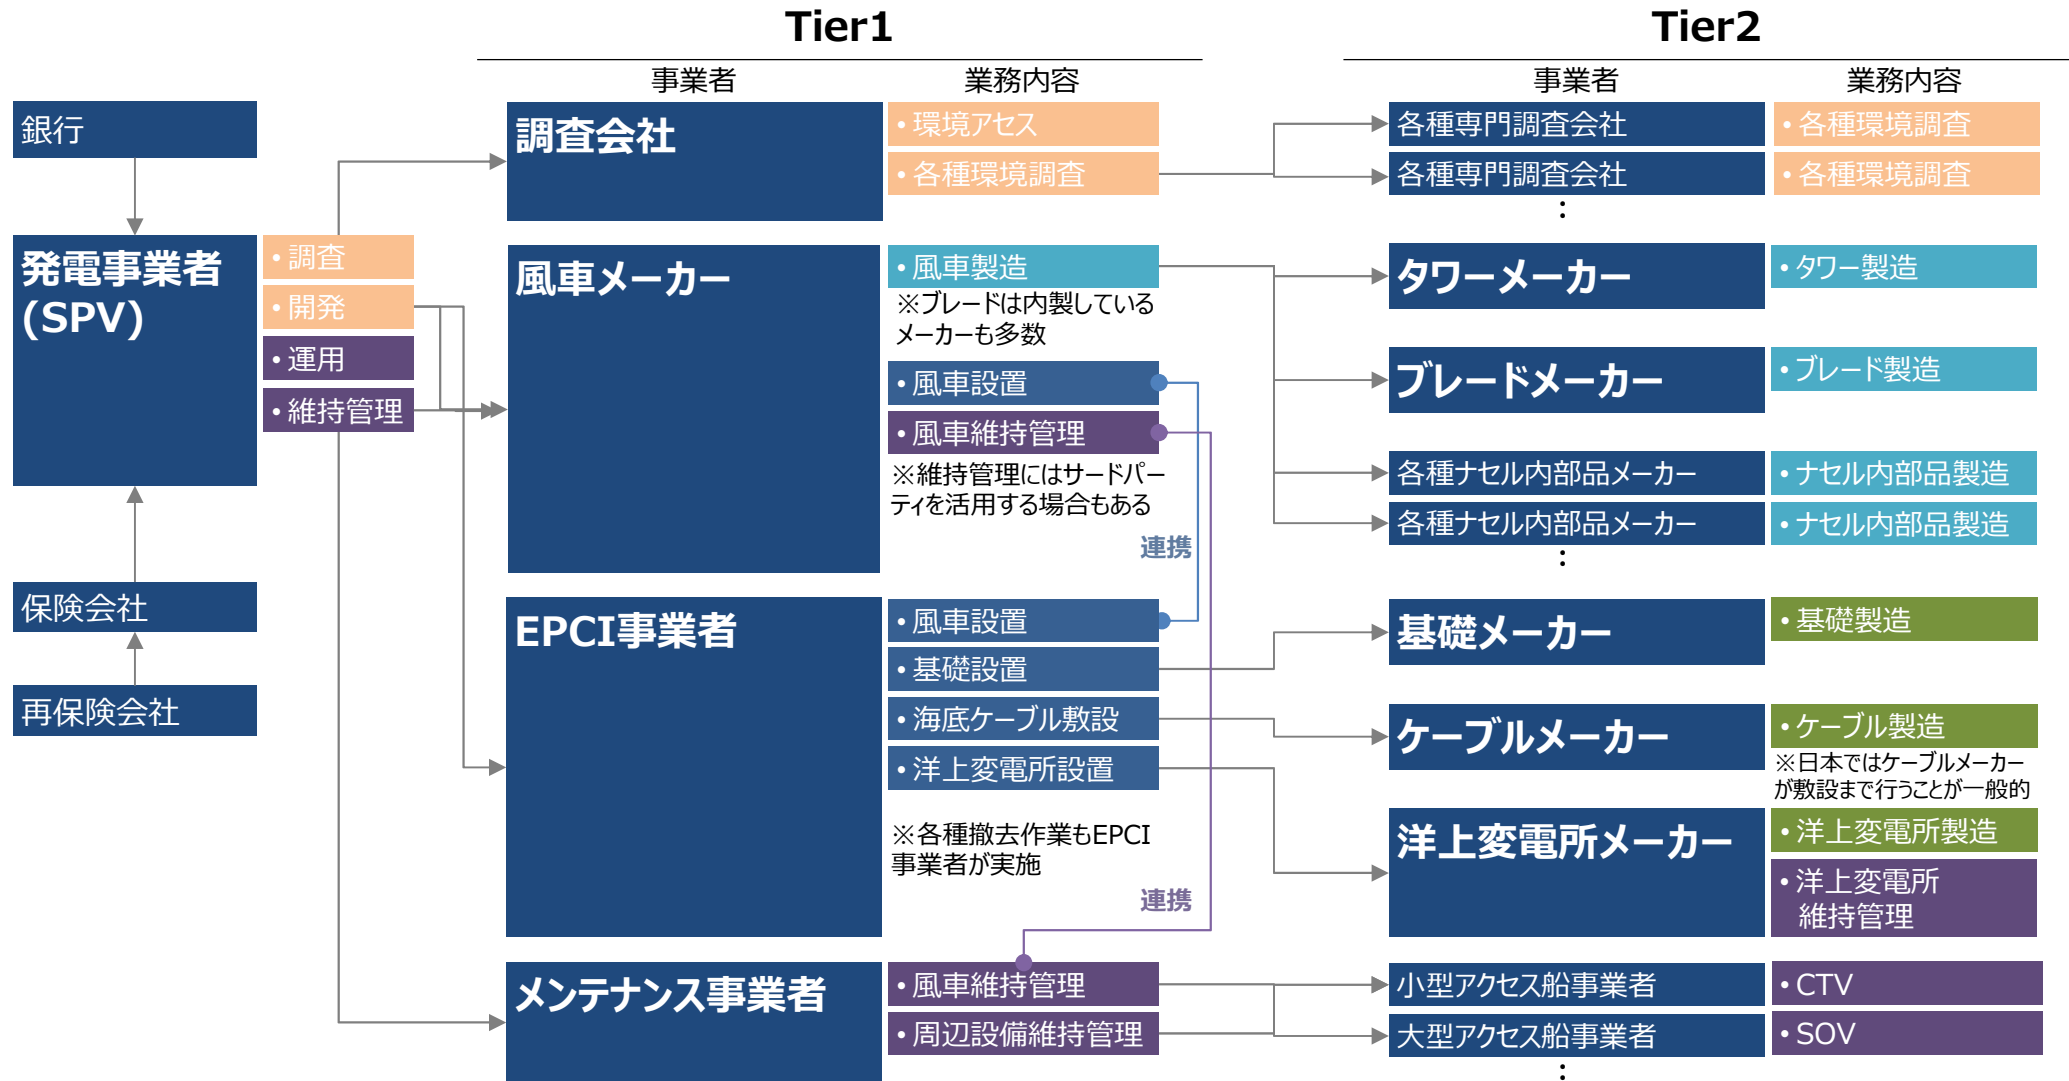 Tier1
Tier2
事業者
業務内容
事業者
業務内容
銀行
発電事業者
(SPV)
• 調査
• 開発
• 運用
• 維持管理
保険会社
再保険会社
調査会社
• 環境アセス
• 各種環境調査
風車メーカー
• 風車製造
※ブレードは内製している
メーカーも多数
• 風車設置
• 風車維持管理
※維持管理にはサードパー
ティを活用する場合もある
連携
EPCI事業者
• 風車設置
• 基礎設置
• 海底ケーブル敷設
• 洋上変電所設置
※各種撤去作業もEPCI
事業者が実施
連携
メンテナンス事業者
• 風車維持管理
• 周辺設備維持管理
各種専門調査会社
• 各種環境調査
各種専門調査会社
• 各種環境調査
：
タワーメーカー
• タワー製造
ブレードメーカー
• ブレード製造
各種ナセル内部品メーカー
• ナセル内部品製造
各種ナセル内部品メーカー
• ナセル内部品製造
：
基礎メーカー
• 基礎製造
ケーブルメーカー
• ケーブル製造
※日本ではケーブルメーカー
が敷設まで行うことが一般的
洋上変電所メーカー
• 洋上変電所製造
• 洋上変電所
維持管理
小型アクセス船事業者
• CTV
大型アクセス船事業者
• SOV
：